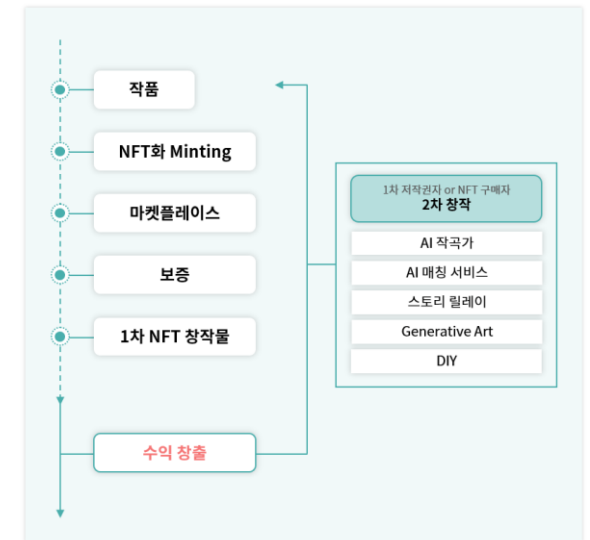 작품
NFT화 Minting
마켓플레이스
보증
1차 NFT 창작물
수익 창출
1차 저작권자 or NFT 구매자
2차 창작
AI 작곡가
AI 매칭 서비스
스토리 릴레이
Generative Art
DIY